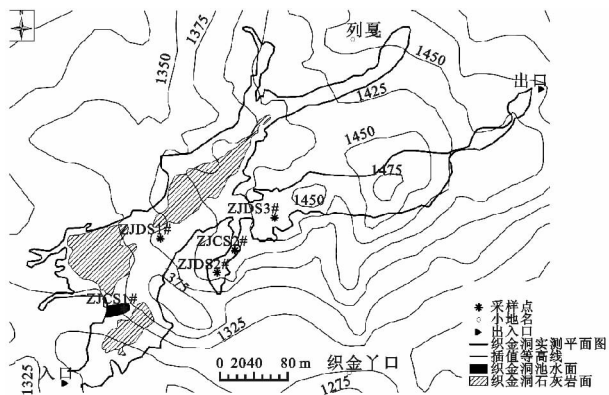 1375
列戛
1350
1450
出口
1425
1450
1475
1450
ZJDS3#
ZJDS1#
ZJCS2#
ZJDS2#
ZJCS1#
1375
1325
采样点
小地名
出入口
织金洞实测平面图
插值等高线
织金洞池水面
织金洞石灰岩面
0 2040 80 m
织金丫口
1325
入口
1275